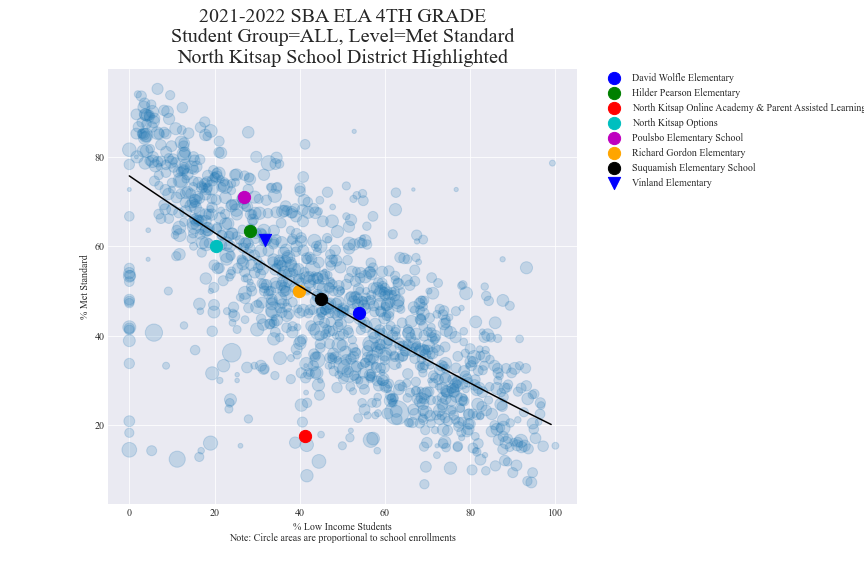 2021-2022 SBA ELA 4TH GRADE
Student Group=ALL, Level=Met Standard
North Kitsap School District Highlighted
David Wolfle Elementary
Hilder Pearson Elementary
North Kitsap Online Academy & Parent Assisted Learning
North Kitsap Options
Poulsbo Elementary School
Richard Gordon Elementary
Suquamish Elementary School
Vinland Elementary
% Met Standard
80
60
40
20
0 20 40 60 80 100
% Low Income Students
Note: Circle areas are proportional to school enrollments